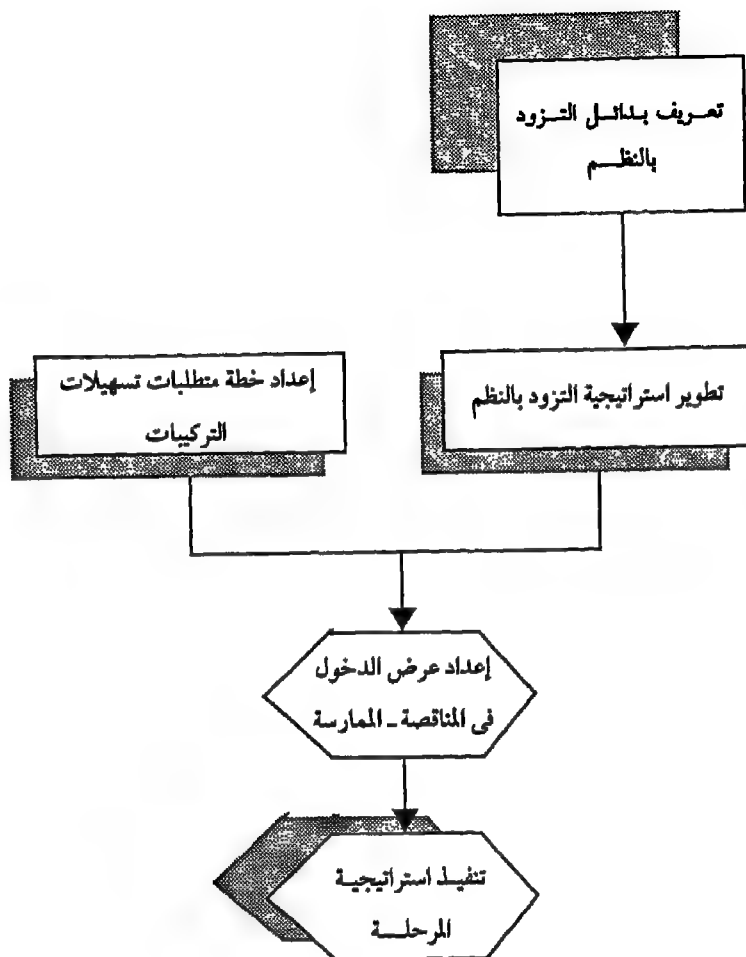 تعريف بدائل التزود
بالنظم
تطوير استراتيجية التزود بالنظم
إعداد خطة متطلبات تسهيلات
التركيبات
إعداد عرض الدخول
فى المناقصة ـ الممارسة
تنفيذ استراتيجية
المرحلة